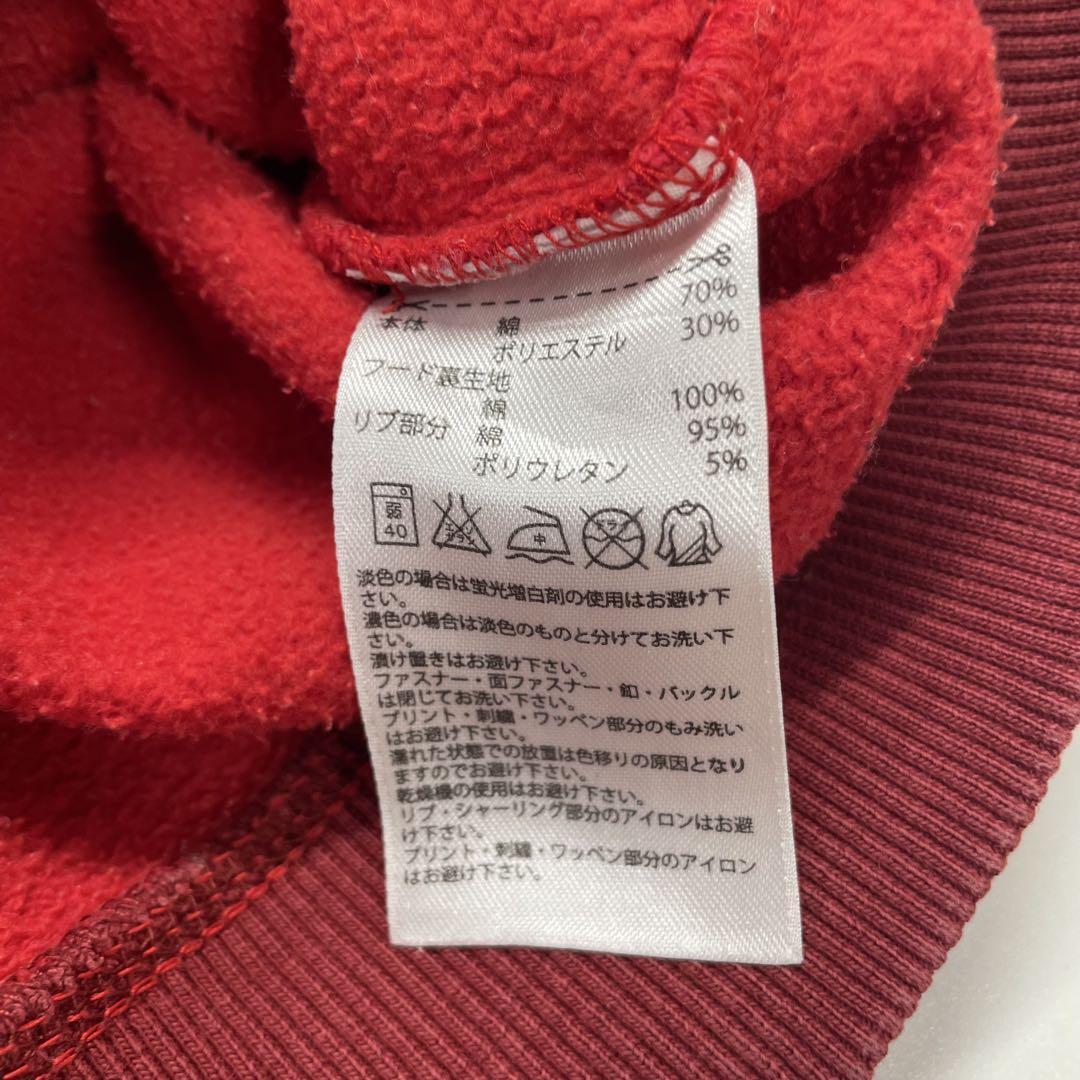 本体 綿 70%
ポリエステル 30%
フード裏生地
綿 100%
リブ部分 綿 95%
ポリウレタン 5%
弱 40 エンソ サラシ 中 ドライ
淡色の場合は蛍光増白剤の使用はお避け下
さい。
濃色の場合は淡色のものと分けてお洗い下
さい。
漬け置きはお避け下さい。
ファスナー・面ファスナー・釦・バックル
は閉じてお洗い下さい。
プリント・刺繍・ワッペン部分のもみ洗い
はお避け下さい。
濡れた状態での放置は色移りの原因となり
ますのでお避け下さい。
乾燥機の使用はお避け下さい。
リブ・シャーリング部分のアイロンはお避
け下さい。
プリント・刺繍・ワッペン部分のアイロン
はお避け下さい。